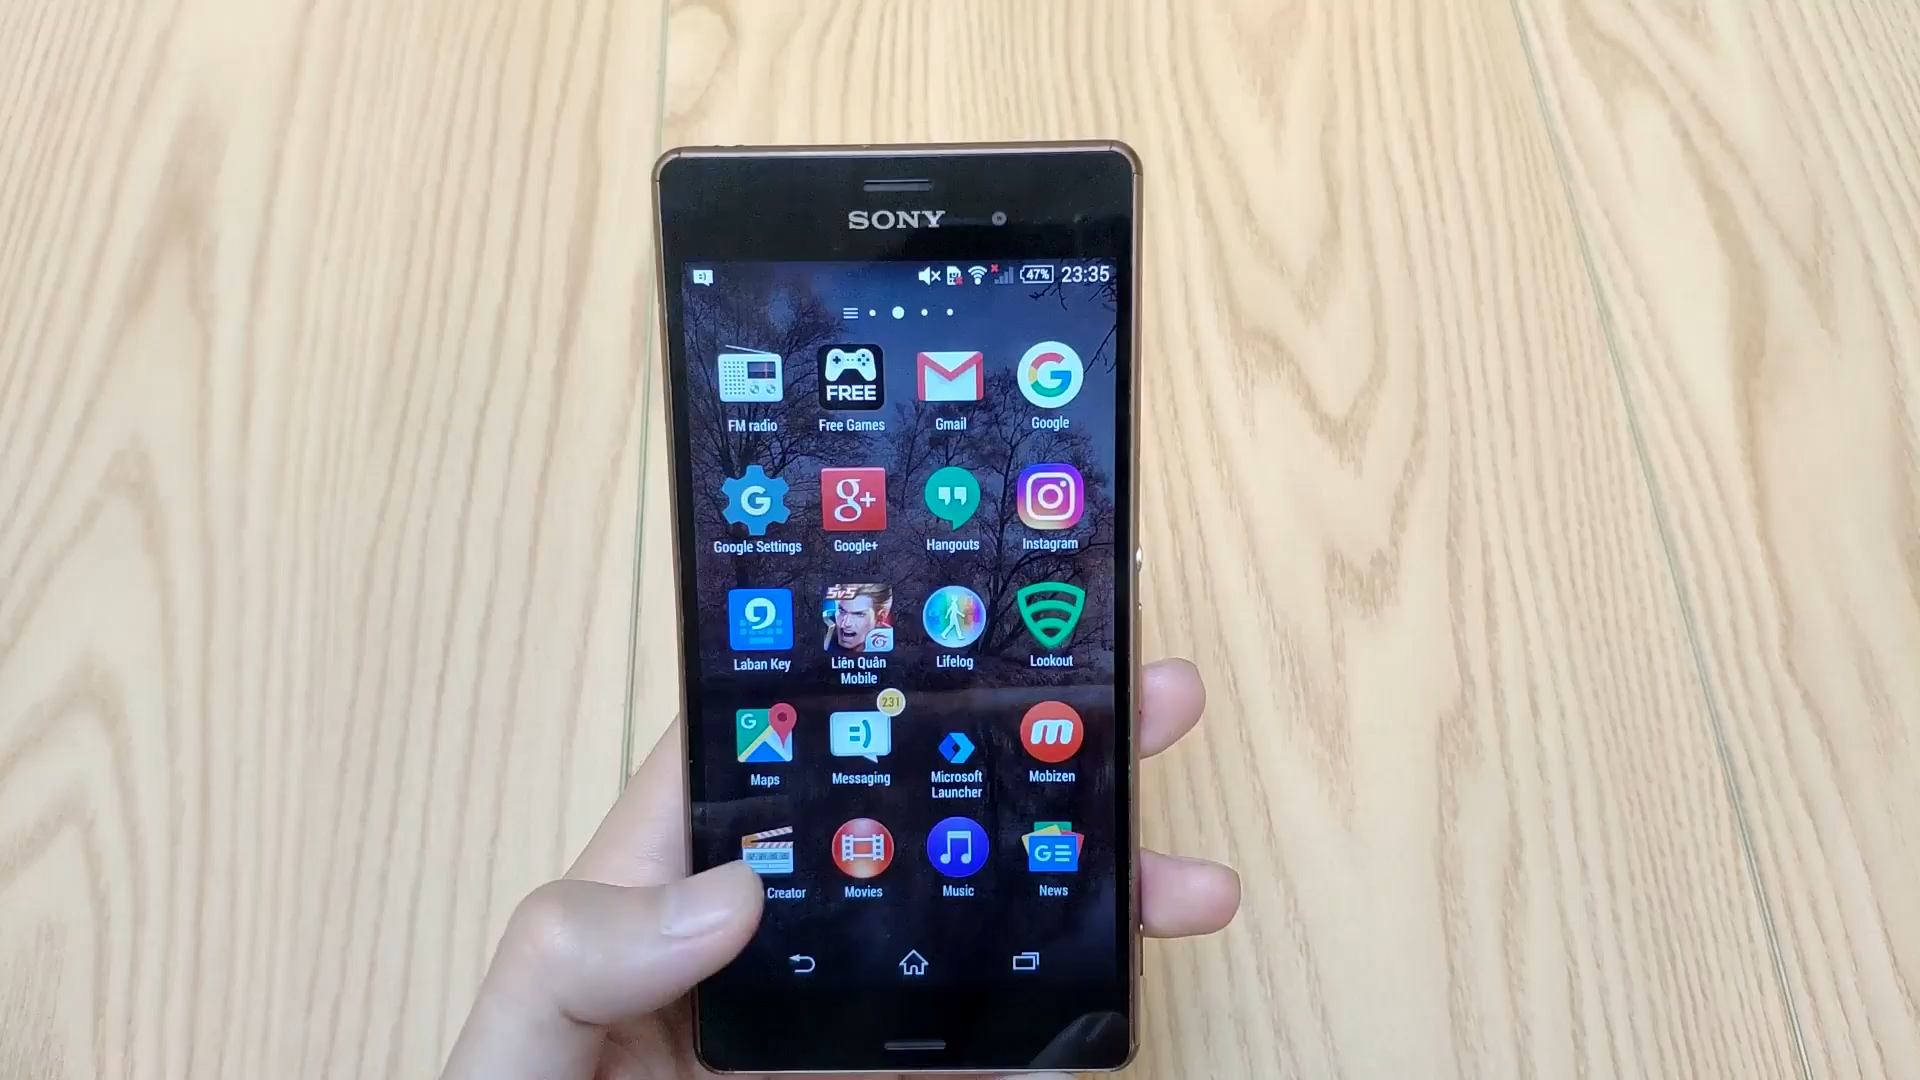 SONY
47% 23:35
FREE
FM radio Free Games Gmail Google
G g+
Google Settings Google+ Hangouts Instagram
5v5
Laban Key Liên Quân Mobile Lifelog Lookout
231
G
Maps Messaging Microsoft Launcher Mobizen
G
Creator Movies Music News